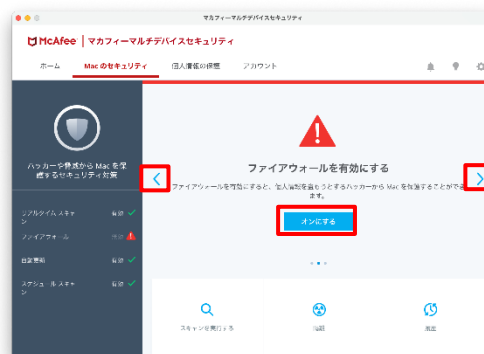 マカフィーマルチデバイスセキュリティ
McAfee | マカフィーマルチデバイスセキュリティ
ホーム Mac のセキュリティ 個人情報の保護 アカウント
ハッカーや脅威から Mac を保
護するセキュリティ対策
リアルタイム スキャ
ン
有効
ファイアウォール
自動更新 有効
スケジュール スキャ
ン
有効
ファイアウォールを有効にする
ファイアウォールを有効にすると、個人情報を盗もうとするハッカーから Mac を保護することができ
ます。
オンにする
スキャンを実行する
信頼
履歴